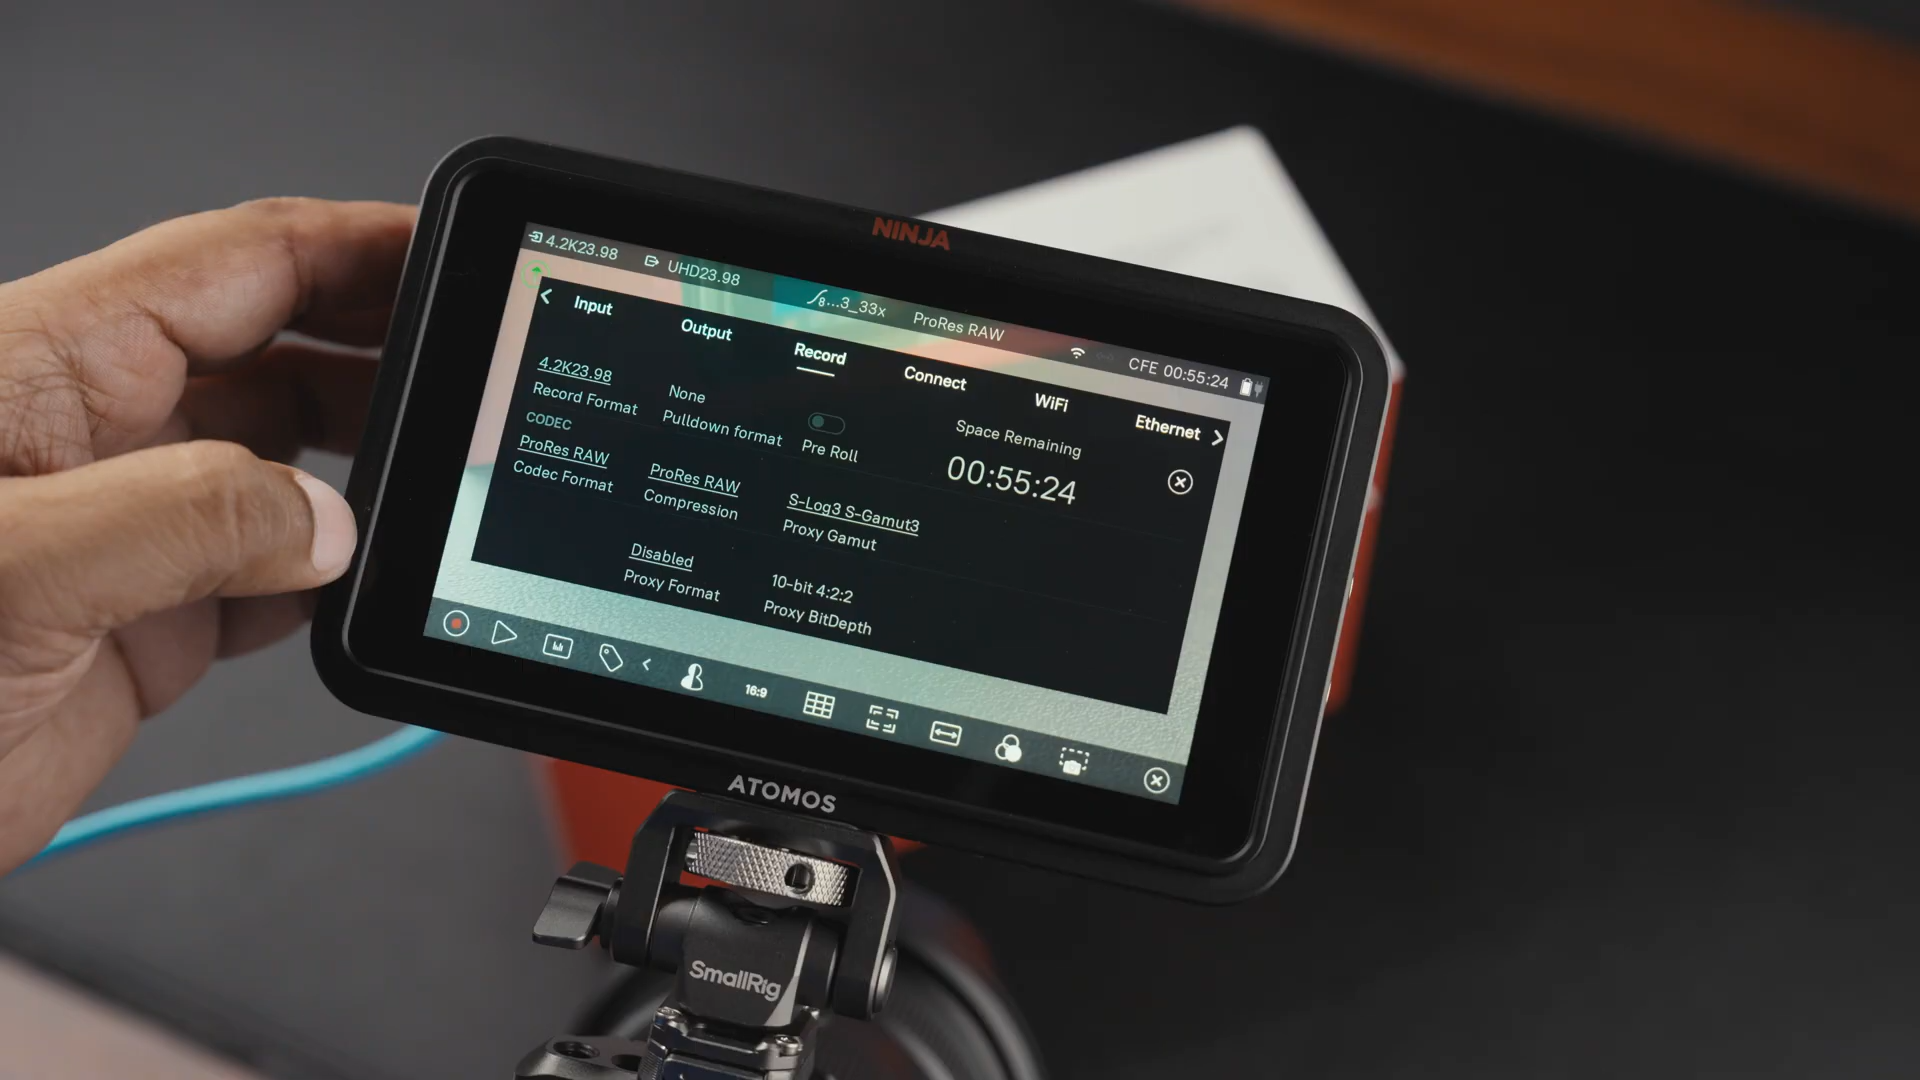 NINJA
4.2K23.98
UHD23.98
8...3_33x
ProRes RAW
CFE 00:55:24
Input
Output
Record
Connect
WiFi
Ethernet
4.2K23.98
Record Format
None
Pulldown format
Pre Roll
Space Remaining
00:55:24
CODEC
ProRes RAW
Codec Format
ProRes RAW
Compression
S-Log3 S-Gamut3
Proxy Gamut
Disabled
Proxy Format
10-bit 4:2:2
Proxy BitDepth
16:9
ATOMOS
SmallRig